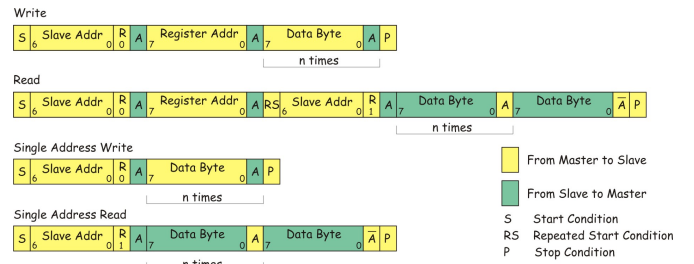 Write
S 6 Slave Addr 0 R 0 A 7 Register Addr 0 A 7 Data Byte 0 A P
n times
Read
S 6 Slave Addr 0 R 0 A 7 Register Addr 0 A RS 6 Slave Addr 0 R 1 A 7 Data Byte 0 A 7 Data Byte 0 A̅ P
n times
Single Address Write
S 6 Slave Addr 0 R 0 A 7 Data Byte 0 A P
n times
Single Address Read
S 6 Slave Addr 0 R 1 A 7 Data Byte 0 A 7 Data Byte 0 A̅ P
n times
From Master to Slave
From Slave to Master
S Start Condition
RS Repeated Start Condition
P Stop Condition